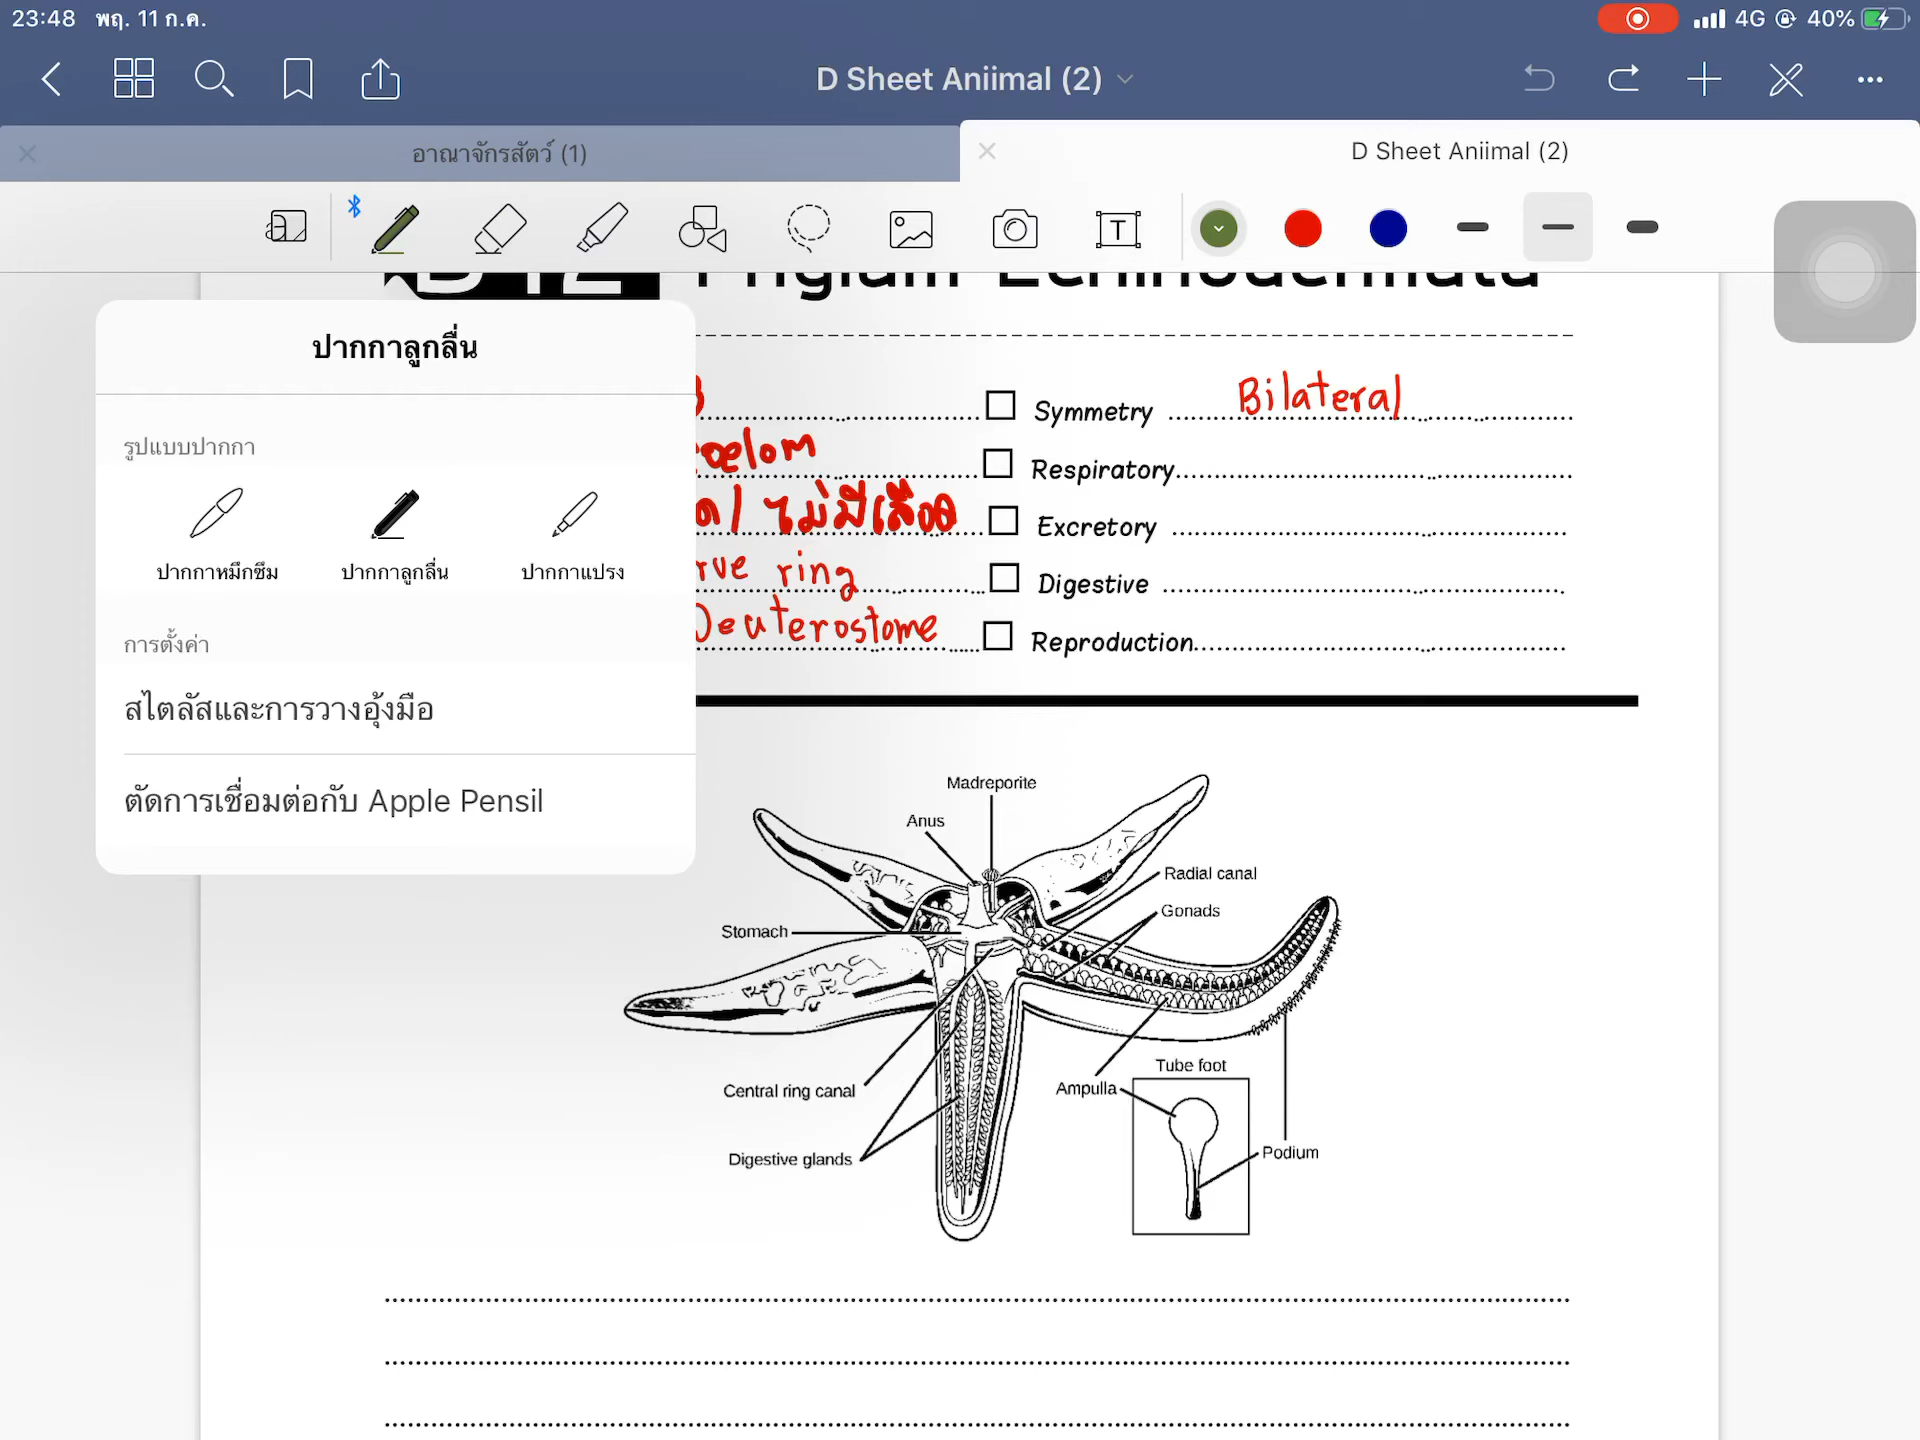 23:48 พฤ. 11 ก.ค.
4G 40%
D Sheet Aniimal (2)
อาณาจักรสัตว์ (1)
D Sheet Aniimal (2)
T
Phylum Echinodermata
ปากกาลูกลื่น
รูปแบบปากกา
ปากกาหมึกซึม ปากกาลูกลื่น ปากกาแปรง
การตั้งค่า
สไตลัสและการวางอุ้งมือ
ตัดการเชื่อมต่อกับ Apple Pensil
Symmetry Bilateral
oelom Respiratory
ไม่มีเลือด Excretory
rve ring Digestive
Deuterostome Reproduction
Madreporite
Anus
Radial canal
Gonads
Stomach
Tube foot
Central ring canal
Ampulla
Podium
Digestive glands